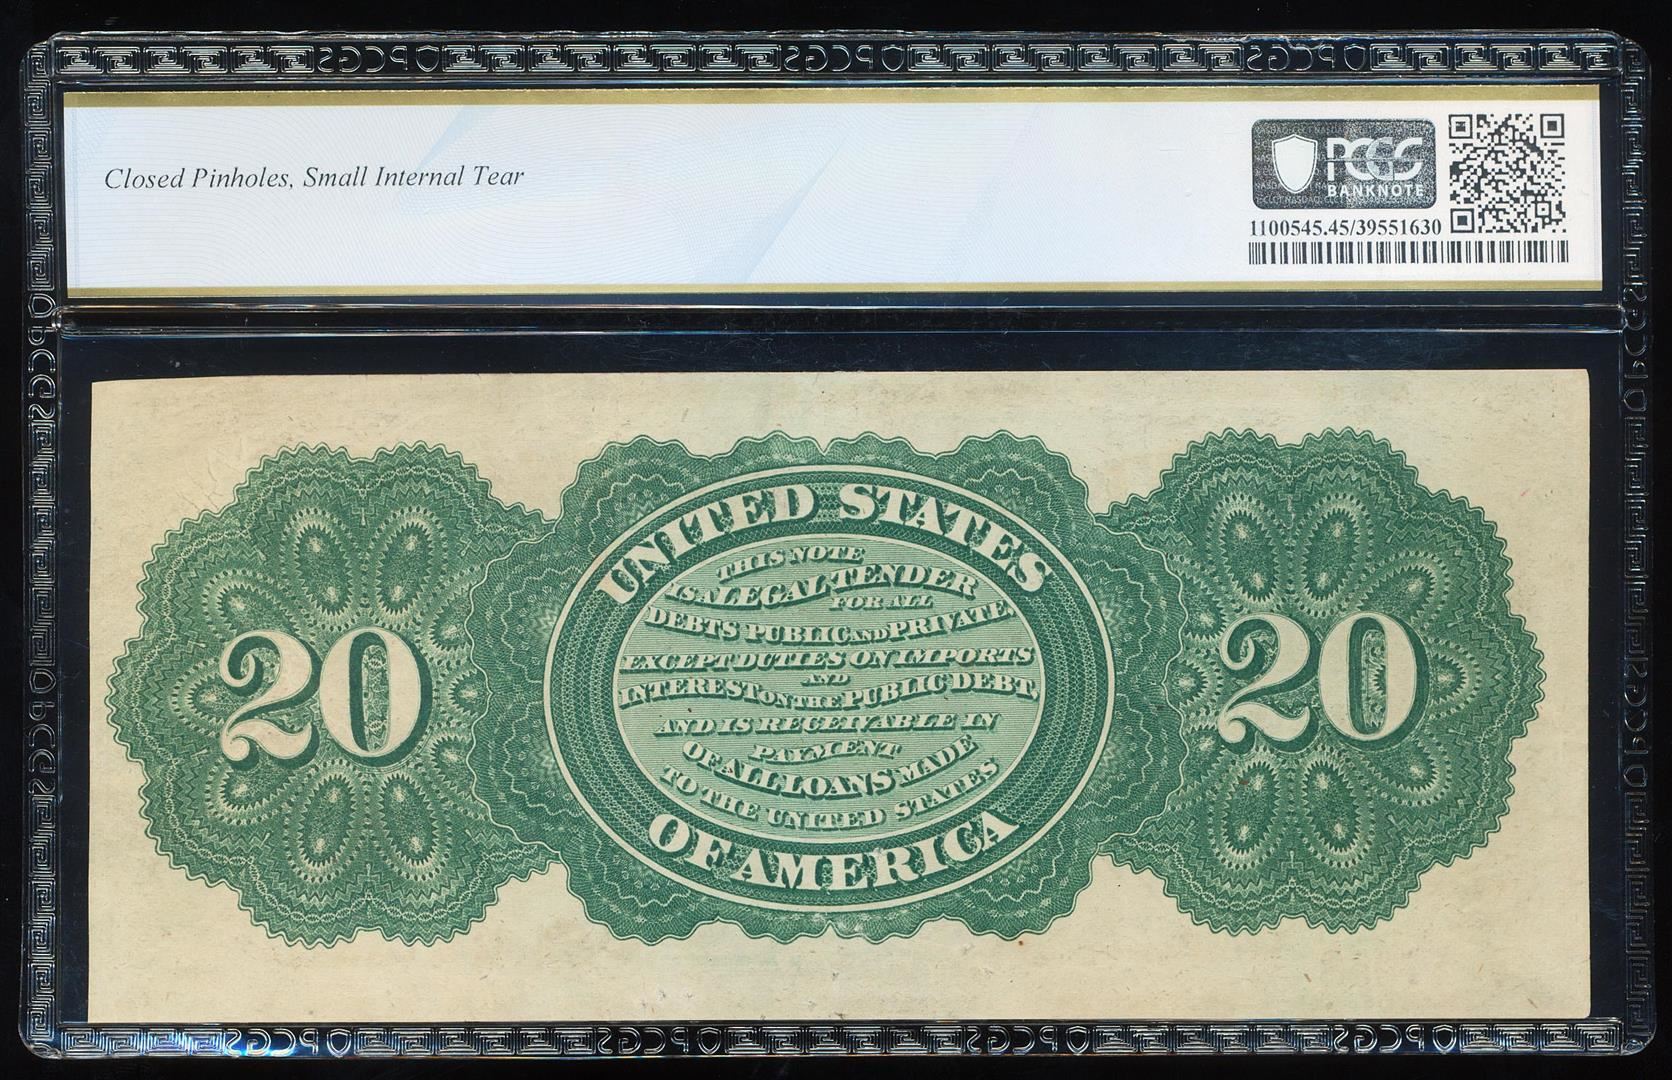 Closed Pinholes, Small Internal Tear
PCGS
BANKNOTE
1100545.45/39551630
UNITED STATES
THIS NOTE
IS A LEGAL TENDER
FOR ALL
DEBTS PUBLIC AND PRIVATE,
EXCEPT DUTIES ON IMPORTS
AND
INTEREST ON THE PUBLIC DEBT,
AND IS RECEIVABLE IN
PAYMENT
OF ALL LOANS MADE
TO THE UNITED STATES
OF AMERICA
20
20